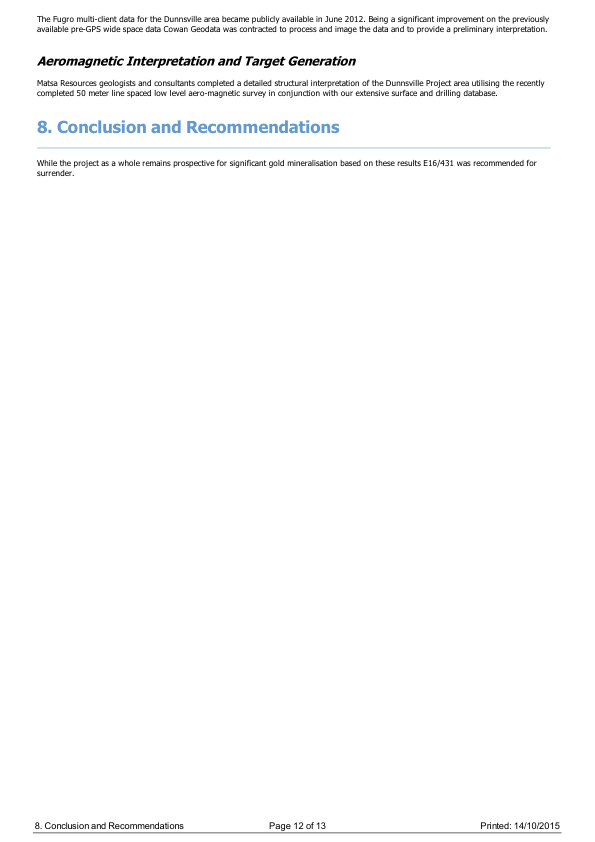 The Fugro multi-client data for the Dunnsville area became publicly available in June 2012. Being a significant improvement on the previously
available pre-GPS wide space data Cowan Geodata was contracted to process and image the data and to provide a preliminary interpretation.
Aeromagnetic Interpretation and Target Generation
Matsa Resources geologists and consultants completed a detailed structural interpretation of the Dunnsville Project area utilising the recently
completed 50 meter line spaced low level aero-magnetic survey in conjunction with our extensive surface and drilling database.
8. Conclusion and Recommendations
While the project as a whole remains prospective for significant gold mineralisation based on these results E16/431 was recommended for
surrender.
8. Conclusion and Recommendations Page 12 of 13 Printed: 14/10/2015